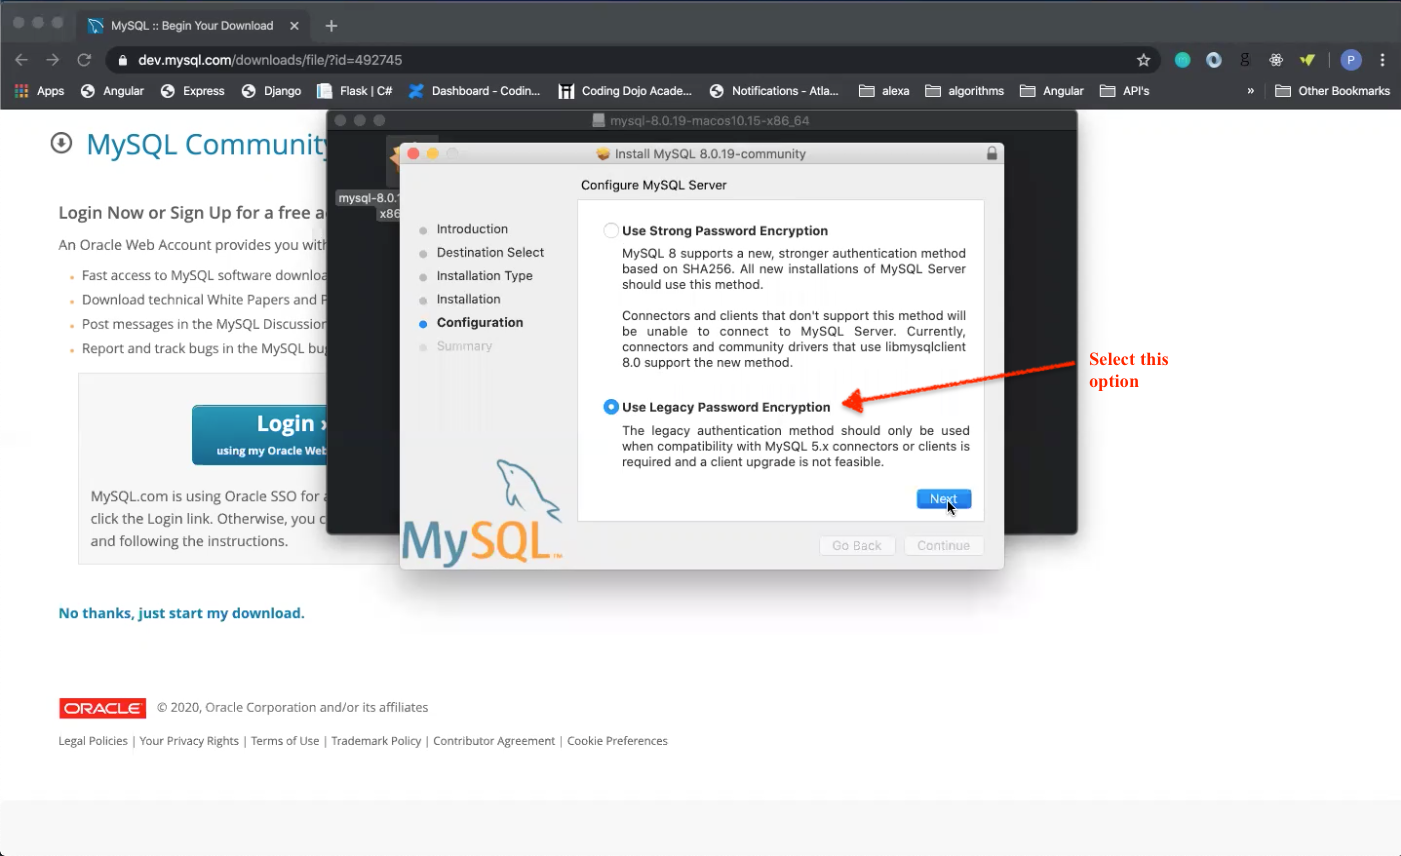 MySQL :: Begin Your Download
dev.mysql.com/downloads/file/?id=492745
P
Apps Angular Express Django Flask | C# Dashboard - Codin... Coding Dojo Acade... Notifications - Atla... alexa algorithms Angular API's » Other Bookmarks
mysql-8.0.19-macos10.15-x86_64
MySQL Community
Install MySQL 8.0.19-community
mysql-8.0.1
x86
Configure MySQL Server
Login Now or Sign Up for a free a
An Oracle Web Account provides you with
Fast access to MySQL software downloa
Download technical White Papers and P
Post messages in the MySQL Discussion
Report and track bugs in the MySQL bug
Login »
using my Oracle Web
MySQL.com is using Oracle SSO for a
click the Login link. Otherwise, you c
and following the instructions.
Introduction
Destination Select
Installation Type
Installation
Configuration
Summary
MySQL™
Use Strong Password Encryption
MySQL 8 supports a new, stronger authentication method
based on SHA256. All new installations of MySQL Server
should use this method.
Connectors and clients that don't support this method will
be unable to connect to MySQL Server. Currently,
connectors and community drivers that use libmysqlclient
8.0 support the new method.
Use Legacy Password Encryption
The legacy authentication method should only be used
when compatibility with MySQL 5.x connectors or clients is
required and a client upgrade is not feasible.
Next
Go Back Continue
Select this
option
No thanks, just start my download.
ORACLE © 2020, Oracle Corporation and/or its affiliates
Legal Policies | Your Privacy Rights | Terms of Use | Trademark Policy | Contributor Agreement | Cookie Preferences